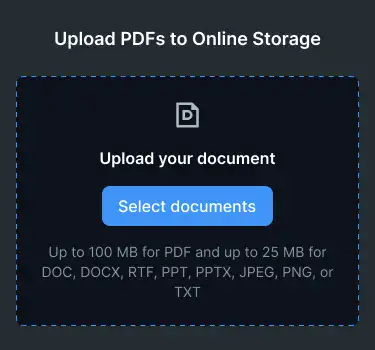 Upload PDFs to Online Storage
D
Upload your document
Select documents
Up to 100 MB for PDF and up to 25 MB for
DOC, DOCX, RTF, PPT, PPTX, JPEG, PNG, or
TXT